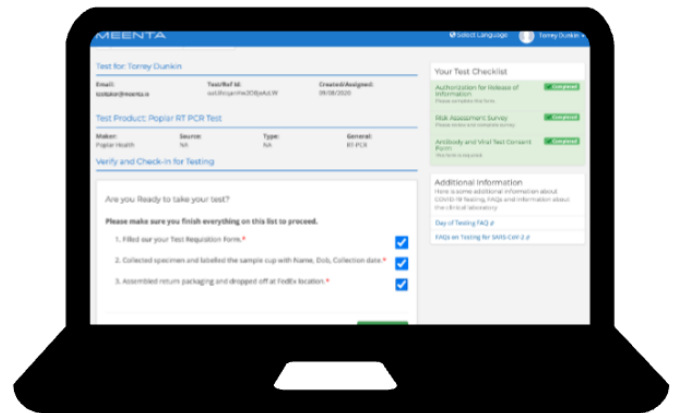 MEENTA
Select Language
Torrey Dunkin
Test for: Torrey Dunkin
Email:
Test/Ref Id:
Created/Assigned:
09/08/2020
Test Product: Poplar RT PCR Test
Maker:
Source:
Type:
General:
Poplar Health
NA
NA
RT-PCR
Verify and Check-In for Testing
Are you Ready to take your test?
Please make sure you finish everything on this list to proceed.
1. Filled our your Test Requisition Form.*
2. Collected specimen and labelled the sample cup with Name, Dob, Collection date.*
3. Assembled return packaging and dropped off at FedEx location.*
Your Test Checklist
Authorization for Release of
Information
Completed
Please complete this form
Risk Assessment Survey
Completed
Please review and complete survey
Antibody and Viral Test Consent
Form
Completed
This form is required
Additional Information
Here is some additional information about
COVID-19 Testing, FAQs and information about
the clinical laboratory
Day of Testing FAQ
FAQs on Testing for SARS-CoV-2